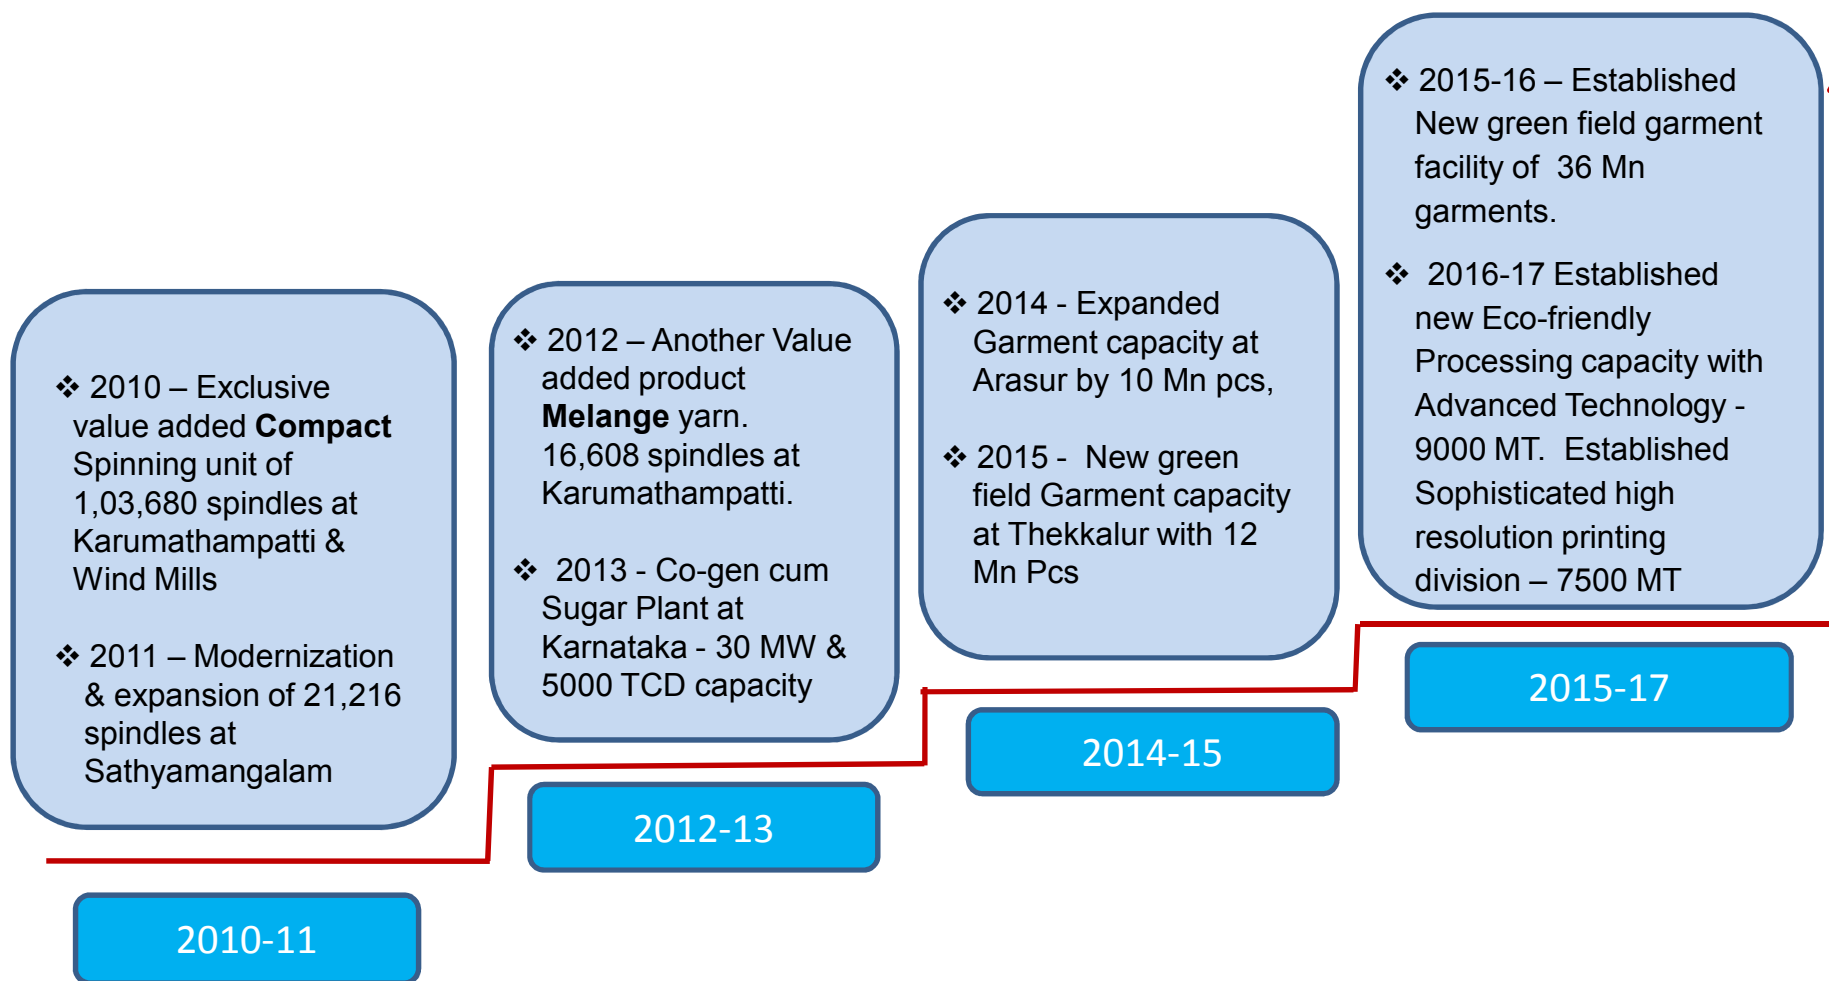 ❖ 2010 – Exclusive
value added Compact
Spinning unit of
1,03,680 spindles at
Karumathampatti &
Wind Mills
❖ 2011 – Modernization
& expansion of 21,216
spindles at
Sathyamangalam
2010-11
❖ 2012 – Another Value
added product
Melange yarn.
16,608 spindles at
Karumathampatti.
❖ 2013 - Co-gen cum
Sugar Plant at
Karnataka - 30 MW &
5000 TCD capacity
2012-13
❖ 2014 - Expanded
Garment capacity at
Arasur by 10 Mn pcs,
❖ 2015 - New green
field Garment capacity
at Thekkalur with 12
Mn Pcs
2014-15
❖ 2015-16 – Established
New green field garment
facility of 36 Mn
garments.
❖ 2016-17 Established
new Eco-friendly
Processing capacity with
Advanced Technology -
9000 MT. Established
Sophisticated high
resolution printing
division – 7500 MT
2015-17